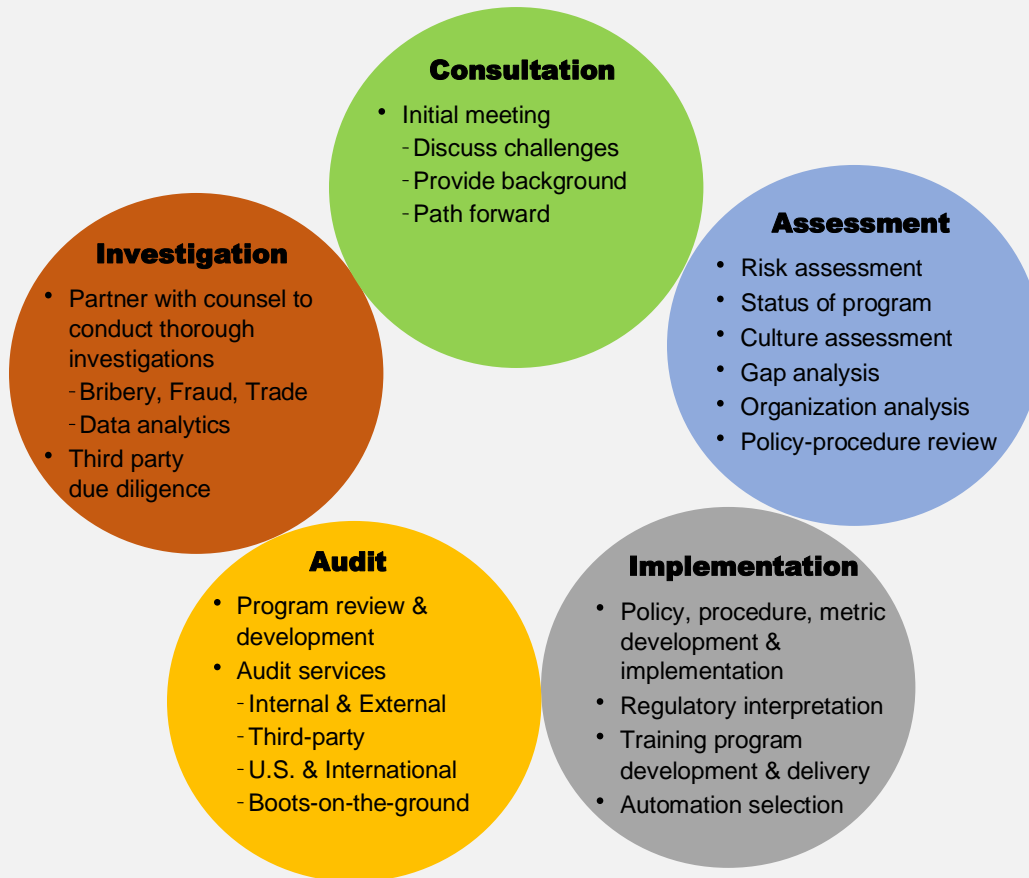 Consultation
• Initial meeting
- Discuss challenges
- Provide background
- Path forward
Assessment
• Risk assessment
• Status of program
• Culture assessment
• Gap analysis
• Organization analysis
• Policy-procedure review
Implementation
• Policy, procedure, metric
development &
implementation
• Regulatory interpretation
• Training program
development & delivery
• Automation selection
Audit
• Program review &
development
• Audit services
- Internal & External
- Third-party
- U.S. & International
- Boots-on-the-ground
Investigation
• Partner with counsel to
conduct thorough
investigations
- Bribery, Fraud, Trade
- Data analytics
• Third party
due diligence